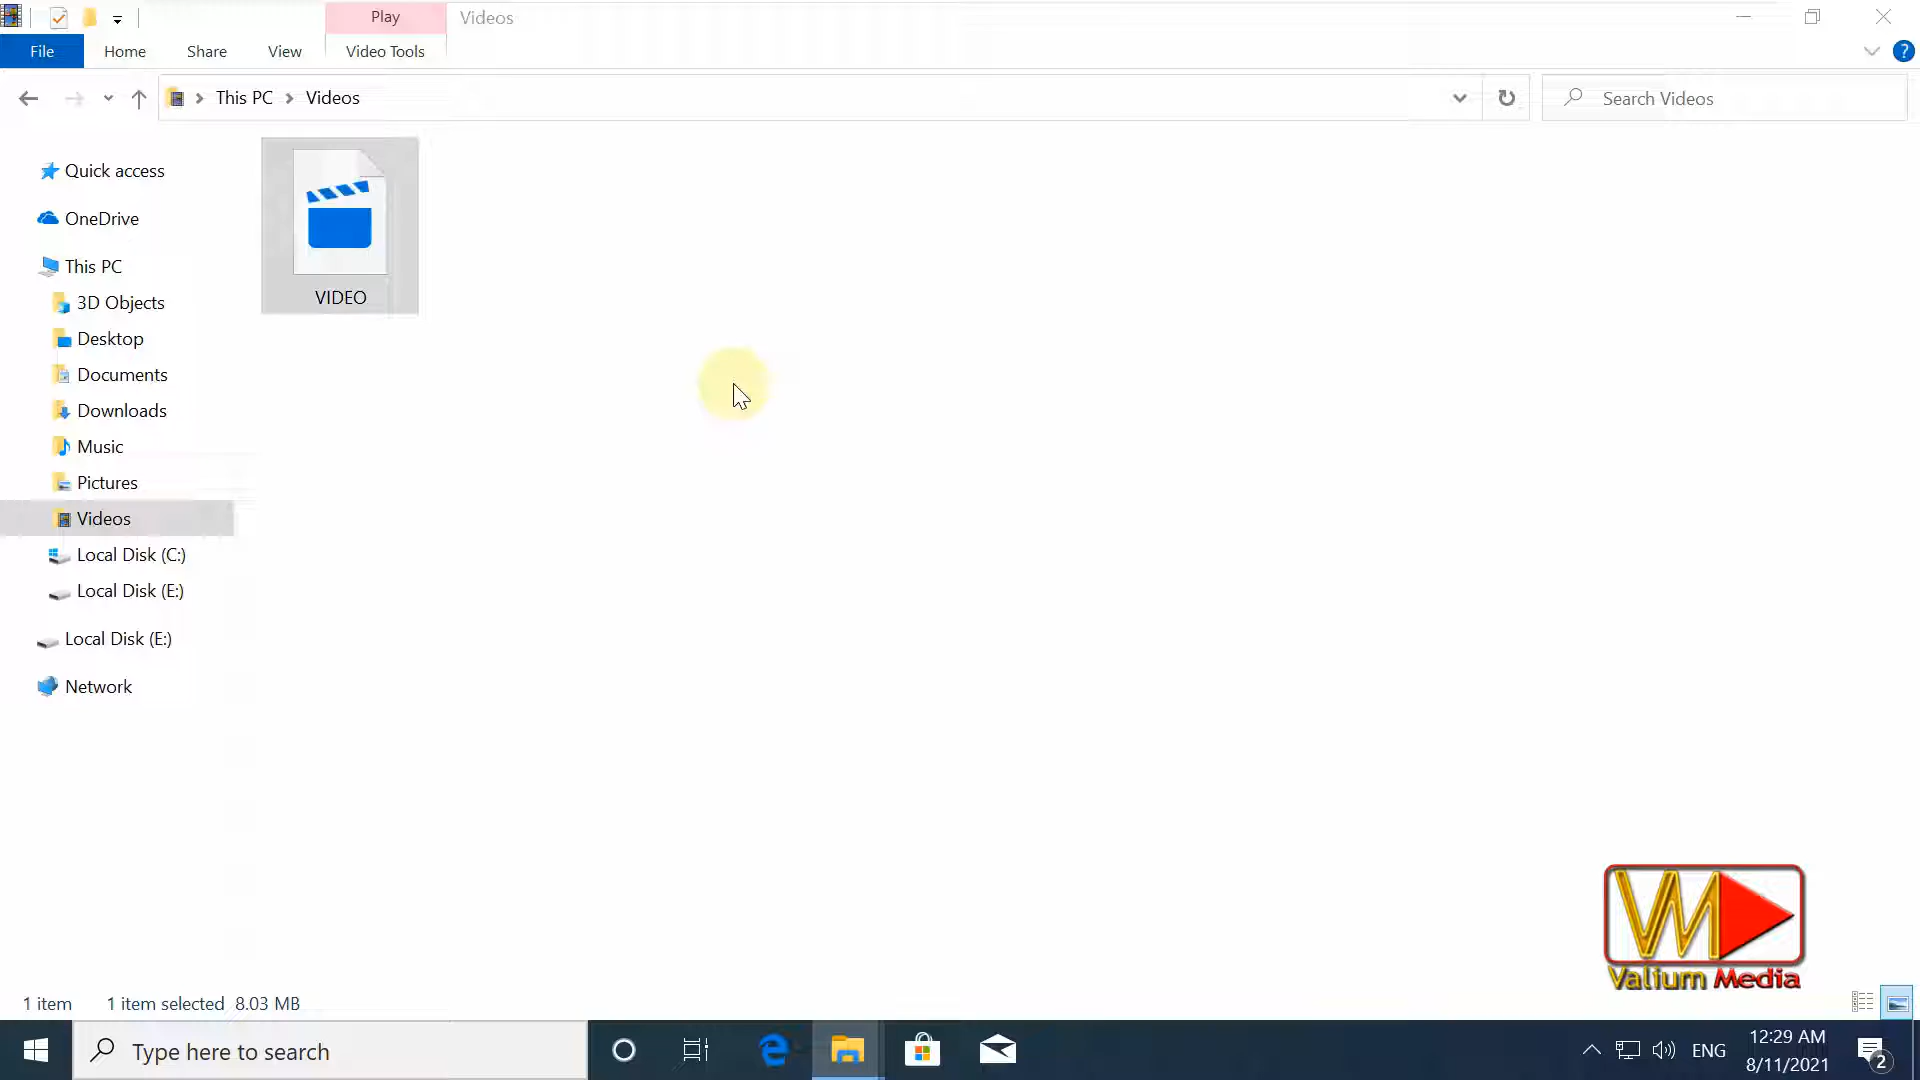 Play
Videos
File
Home
Share
View
Video Tools
?
This PC
Videos
Search Videos
Quick access
OneDrive
This PC
3D Objects
Desktop
Documents
Downloads
Music
Pictures
Videos
Local Disk (C:)
Local Disk (E:)
Local Disk (E:)
Network
VIDEO
VM
Valium Media
1 item
1 item selected 8.03 MB
Type here to search
ENG
12:29 AM
8/11/2021
2